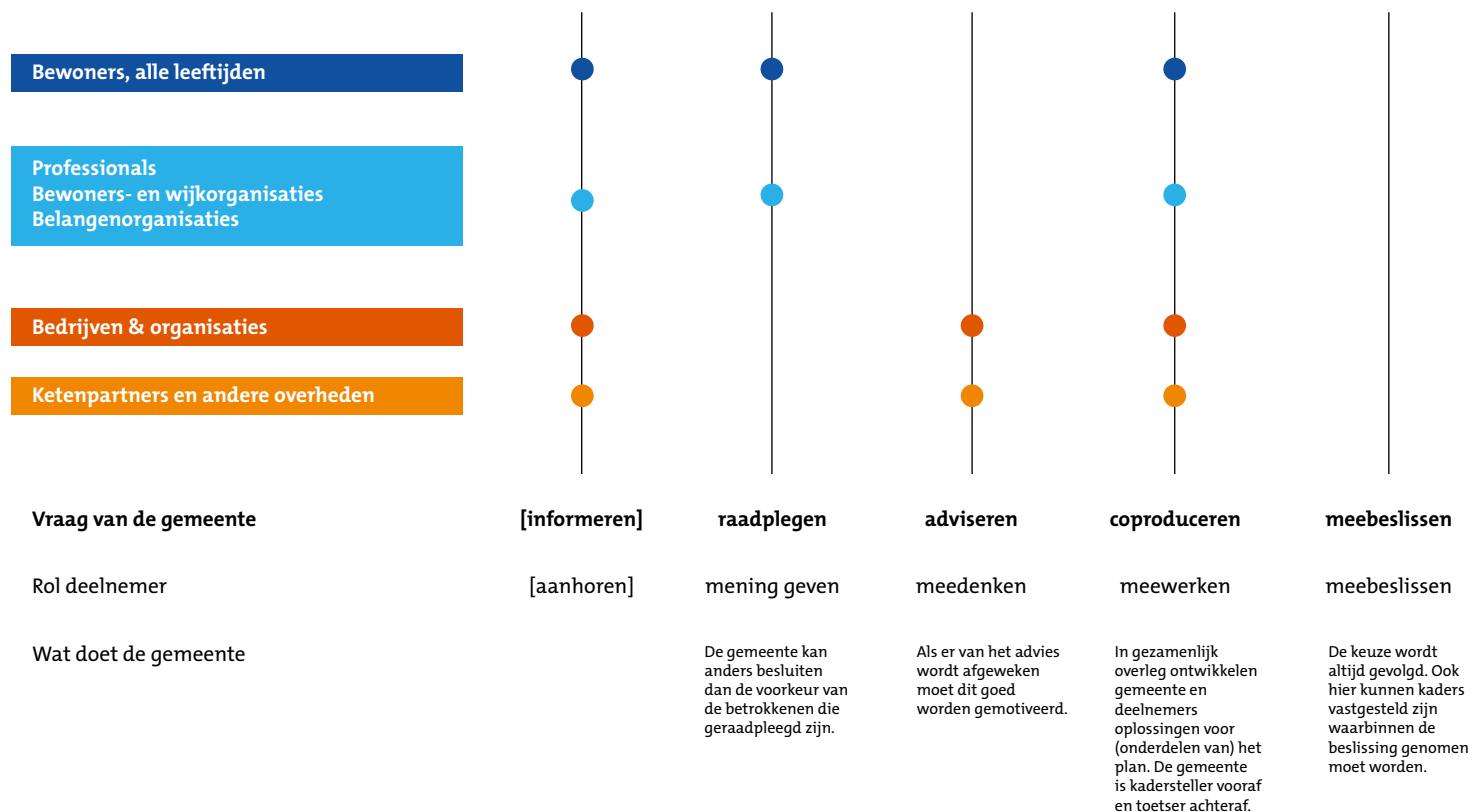 Bewoners, alle leeftijden
Professionals
Bewoners- en wijkorganisaties
Belangenorganisaties
Bedrijven & organisaties
Ketenpartners en andere overheden
Vraag van de gemeente
[informeren]
raadplegen
adviseren
coproduceren
meebeslissen
Rol deelnemer
[aanhoren]
mening geven
meedenken
meewerken
meebeslissen
Wat doet de gemeente
De gemeente kan
anders besluiten
dan de voorkeur van
de betrokkenen die
geraadpleegd zijn.
Als er van het advies
wordt afgeweken
moet dit goed
worden gemotiveerd.
In gezamenlijk
overleg ontwikkelen
gemeente en
deelnemers
oplossingen voor
(onderdelen van) het
plan. De gemeente
is kadersteller vooraf
en toetser achteraf.
De keuze wordt
altijd gevolgd. Ook
hier kunnen kaders
vastgesteld zijn
waarbinnen de
beslissing genomen
moet worden.